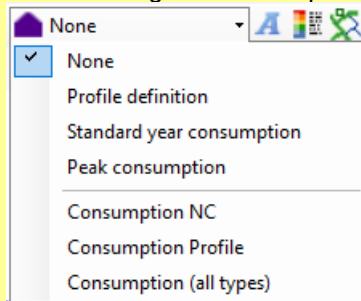 None
None
Profile definition
Standard year consumption
Peak consumption
Consumption NC
Consumption Profile
Consumption (all types)